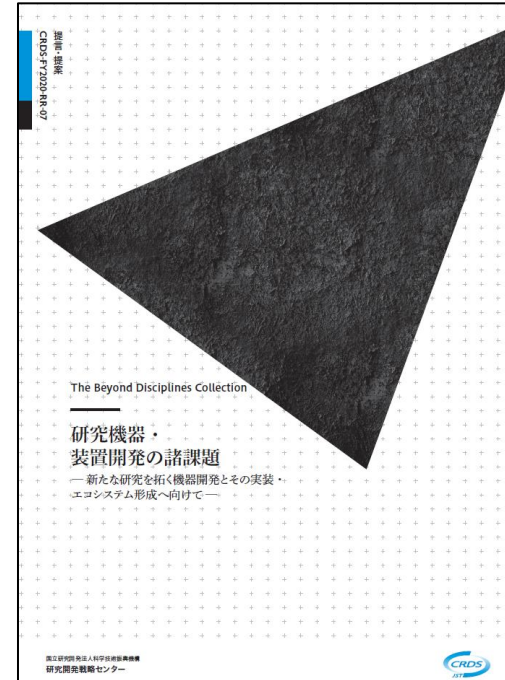 提言・提案
CRDS-FY2020-RR-07
The Beyond Disciplines Collection
研究機器・
装置開発の諸課題
― 新たな研究を拓く機器開発とその実装・
エコシステム形成へ向けて ―
国立研究開発法人科学技術振興機構
研究開発戦略センター
CRDS
JST